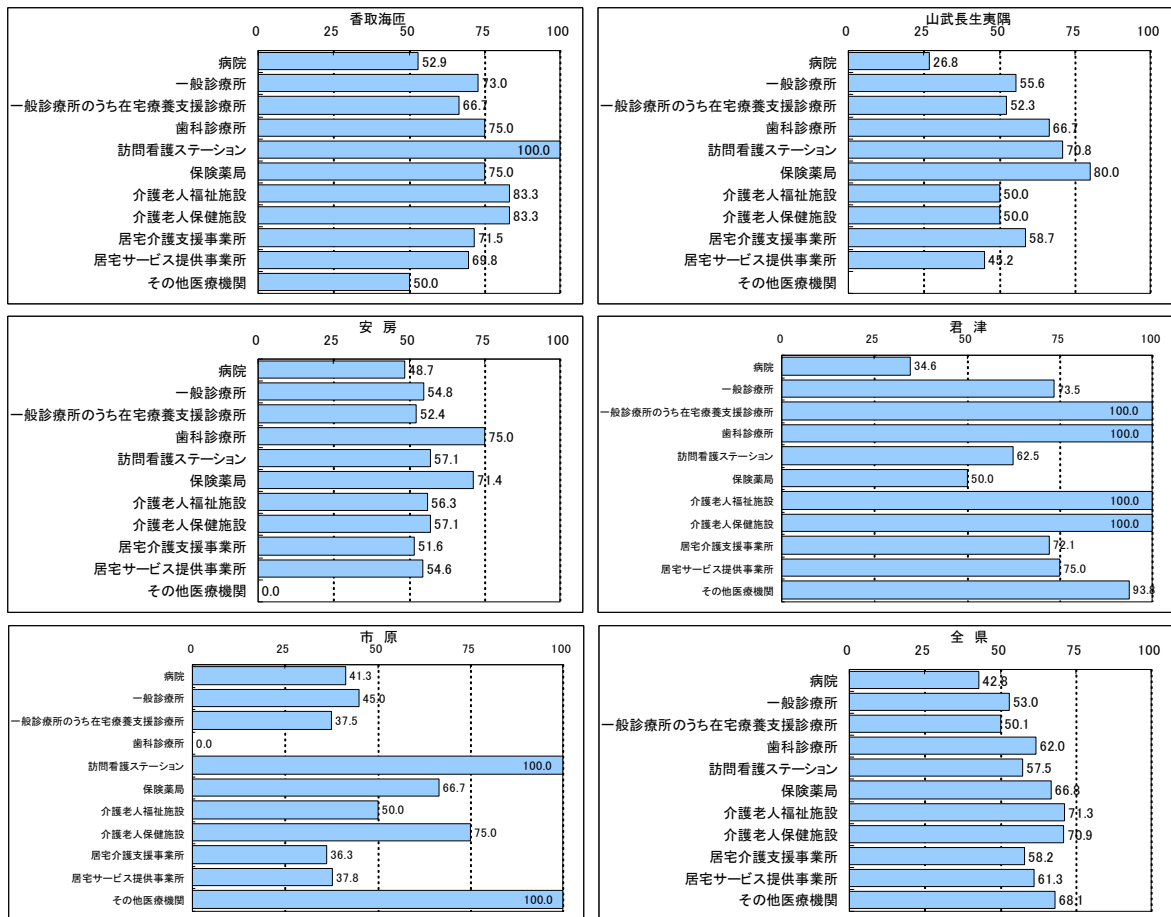 香取海匝
0 25 50 75 100
病院 52.9
一般診療所 73.0
一般診療所のうち在宅療養支援診療所 66.7
歯科診療所 75.0
訪問看護ステーション 100.0
保険薬局 75.0
介護老人福祉施設 83.3
介護老人保健施設 83.3
居宅介護支援事業所 71.5
居宅サービス提供事業所 69.8
その他医療機関 50.0
山武長生夷隅
0 25 50 75 100
病院 26.8
一般診療所 55.6
一般診療所のうち在宅療養支援診療所 52.3
歯科診療所 66.7
訪問看護ステーション 70.8
保険薬局 80.0
介護老人福祉施設 50.0
介護老人保健施設 50.0
居宅介護支援事業所 58.7
居宅サービス提供事業所 45.2
その他医療機関
安 房
0 25 50 75 100
病院 48.7
一般診療所 54.8
一般診療所のうち在宅療養支援診療所 52.4
歯科診療所 75.0
訪問看護ステーション 57.1
保険薬局 71.4
介護老人福祉施設 56.3
介護老人保健施設 57.1
居宅介護支援事業所 51.6
居宅サービス提供事業所 54.6
その他医療機関 0.0
君 津
0 25 50 75 100
病院 34.6
一般診療所 73.5
一般診療所のうち在宅療養支援診療所 100.0
歯科診療所 100.0
訪問看護ステーション 62.5
保険薬局 50.0
介護老人福祉施設 100.0
介護老人保健施設 100.0
居宅介護支援事業所 72.1
居宅サービス提供事業所 75.0
その他医療機関 93.8
市 原
0 25 50 75 100
病院 41.3
一般診療所 45.0
一般診療所のうち在宅療養支援診療所 37.5
歯科診療所 0.0
訪問看護ステーション 100.0
保険薬局 66.7
介護老人福祉施設 50.0
介護老人保健施設 75.0
居宅介護支援事業所 36.3
居宅サービス提供事業所 37.8
その他医療機関 100.0
全 県
0 25 50 75 100
病院 42.8
一般診療所 53.0
一般診療所のうち在宅療養支援診療所 50.1
歯科診療所 62.0
訪問看護ステーション 57.5
保険薬局 66.8
介護老人福祉施設 71.3
介護老人保健施設 70.9
居宅介護支援事業所 58.2
居宅サービス提供事業所 61.3
その他医療機関 68.1